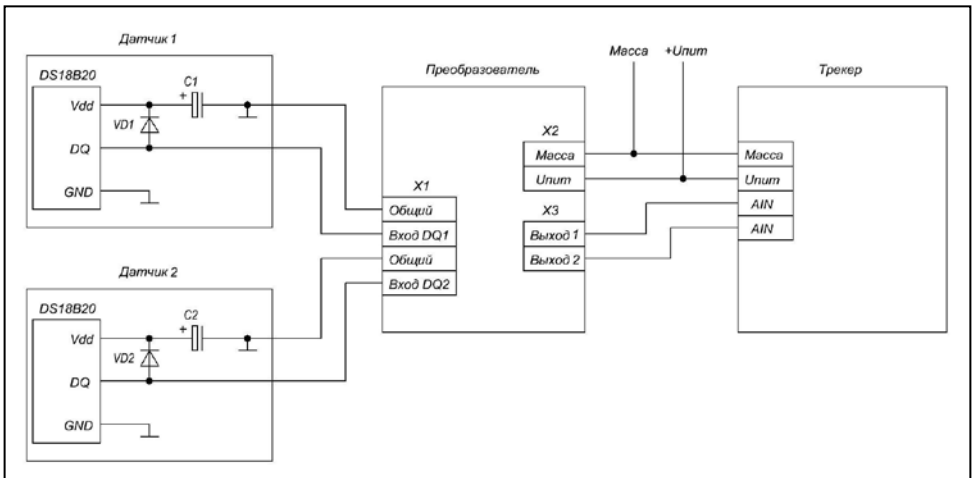 Датчик 1
DS18B20
Vdd
DQ
GND
VD1
+
C1
Датчик 2
DS18B20
Vdd
DQ
GND
VD2
+
C2
Преобразователь
X1
Общий
Вход DQ1
Общий
Вход DQ2
X2
Масса
Uпит
X3
Выход 1
Выход 2
Масса +Uпит
Трекер
Масса
Uпит
AIN
AIN